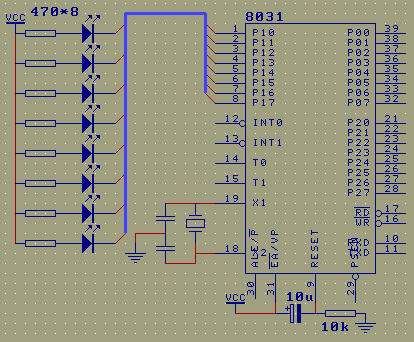 VCC 470*8 8031
1 P10 P00 39
2 P11 P01 38
3 P12 P02 37
4 P13 P03 36
5 P14 P04 35
6 P15 P05 34
7 P16 P06 33
8 P17 P07 32
12 INT0 P20 21
P21 22
13 INT1 P22 23
P23 24
14 T0 P24 25
P25 26
15 T1 P26 27
P27 28
19 X1
RD 17
WR 16
10
18 11
ALE/P EA/VP RESET
30 31 9 29
VCC 10u
+
10k